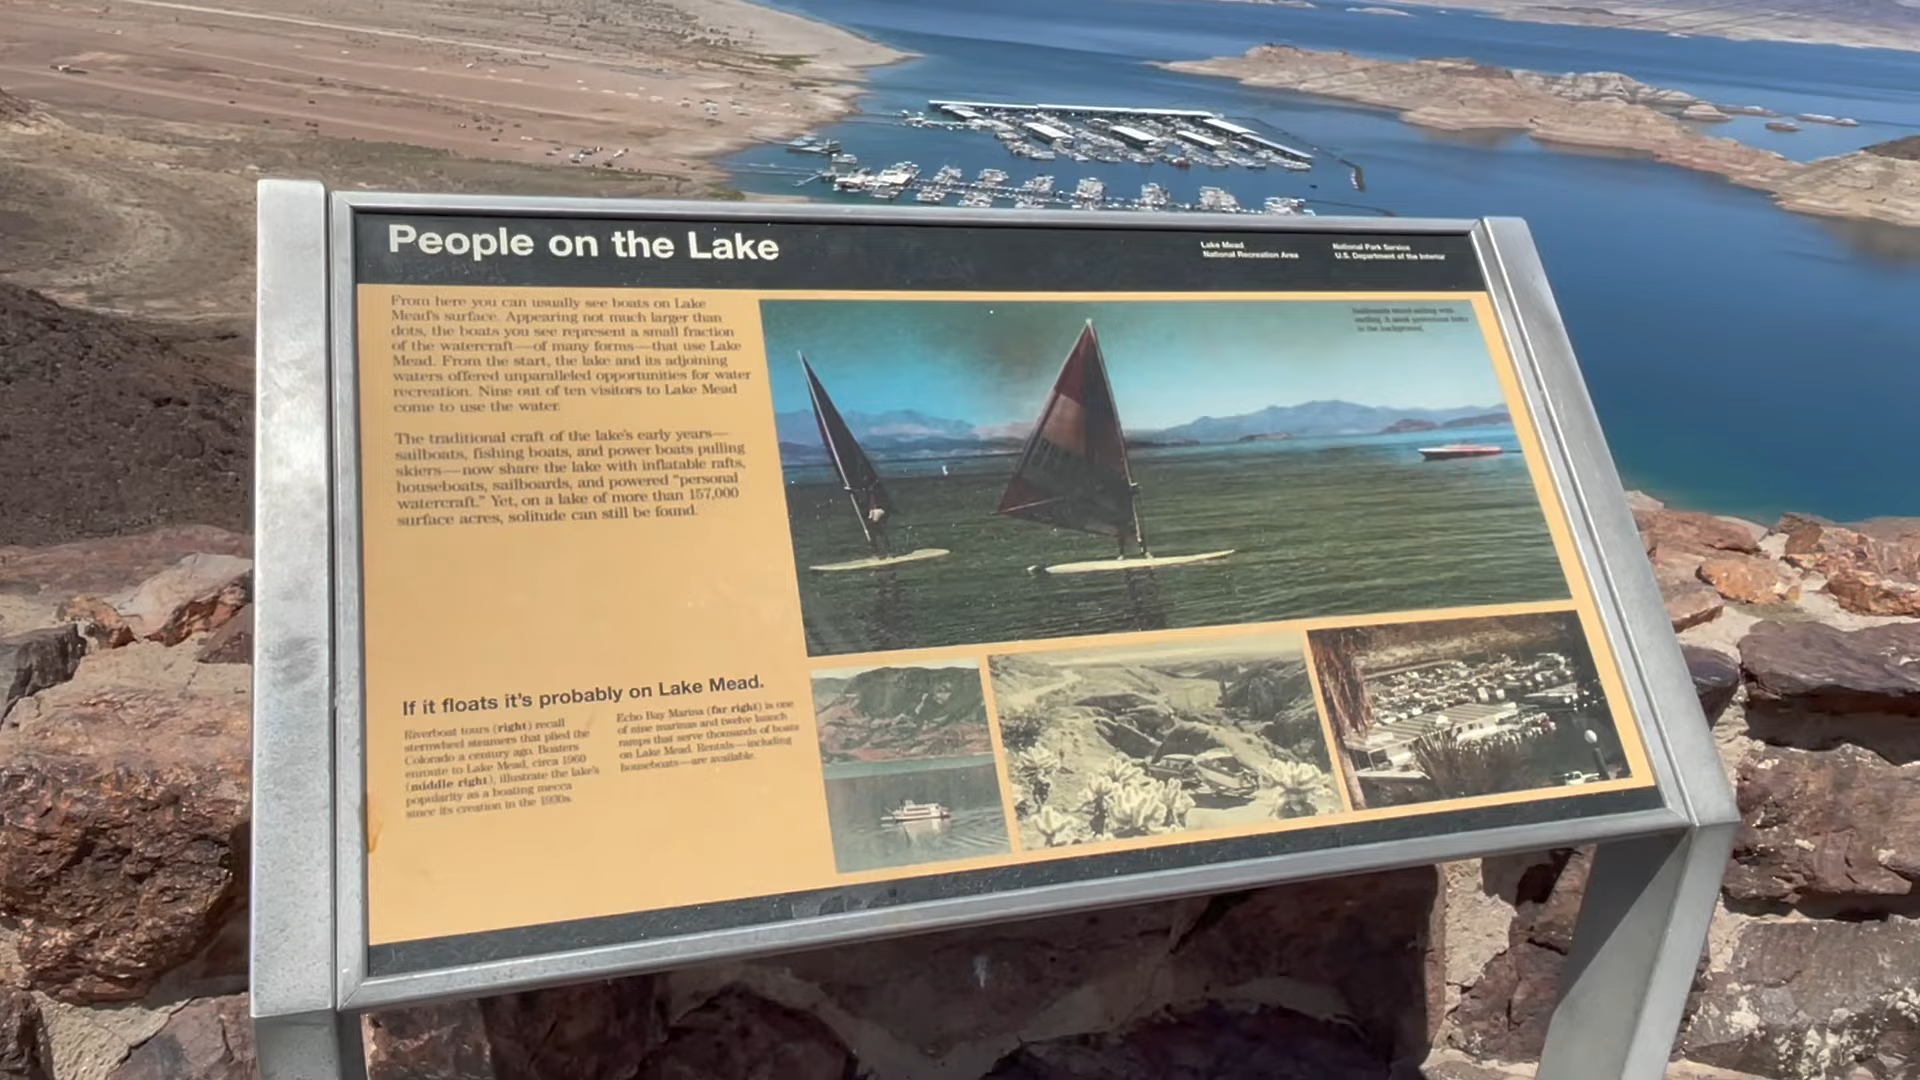 People on the Lake
Lake Mead
National Recreation Area
National Park Service
U.S. Department of the Interior
From here you can usually see boats on Lake
Mead's surface. Appearing not much larger than
dots, the boats you see represent a small fraction
of the watercraft—of many forms—that use Lake
Mead. From the start, the lake and its adjoining
waters offered unparalleled opportunities for water
recreation. Nine out of ten visitors to Lake Mead
come to use the water.
The traditional craft of the lake's early years—
sailboats, fishing boats, and power boats pulling
skiers—now share the lake with inflatable rafts,
houseboats, sailboards, and powered "personal
watercraft." Yet, on a lake of more than 157,000
surface acres, solitude can still be found.
in the background.
If it floats it's probably on Lake Mead.
Riverboat tours (right) recall
sternwheel steamers that plied the
Colorado a century ago. Boaters
enroute to Lake Mead, circa 1960
(middle right), illustrate the lake's
popularity as a boating mecca
since its creation in the 1930s.
Echo Bay Marina (far right) is one
of nine marinas and twelve launch
ramps that serve thousands of boats
on Lake Mead. Rentals—including
houseboats—are available.